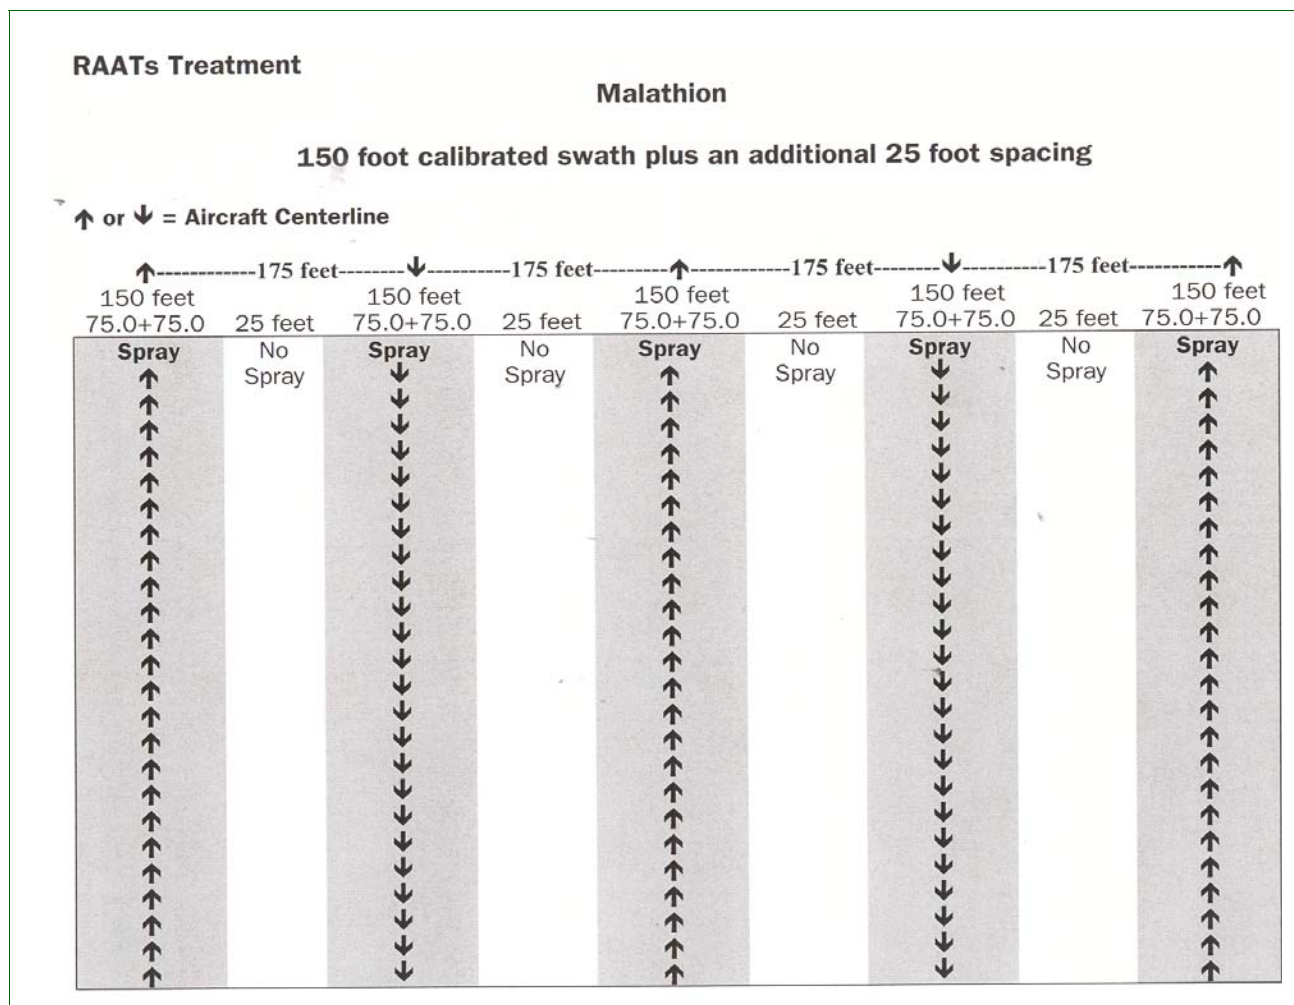 RAATs Treatment
Malathion
150 foot calibrated swath plus an additional 25 foot spacing
↑ or ↓ = Aircraft Centerline
↑------------175 feet--------↓----------175 feet---------↑------------175 feet--------↓----------175 feet-----------↑
150 feet 150 feet 150 feet 150 feet 150 feet
75.0+75.0 25 feet 75.0+75.0 25 feet 75.0+75.0 25 feet 75.0+75.0 25 feet 75.0+75.0
Spray No Spray No Spray No Spray No Spray
Spray Spray Spray Spray